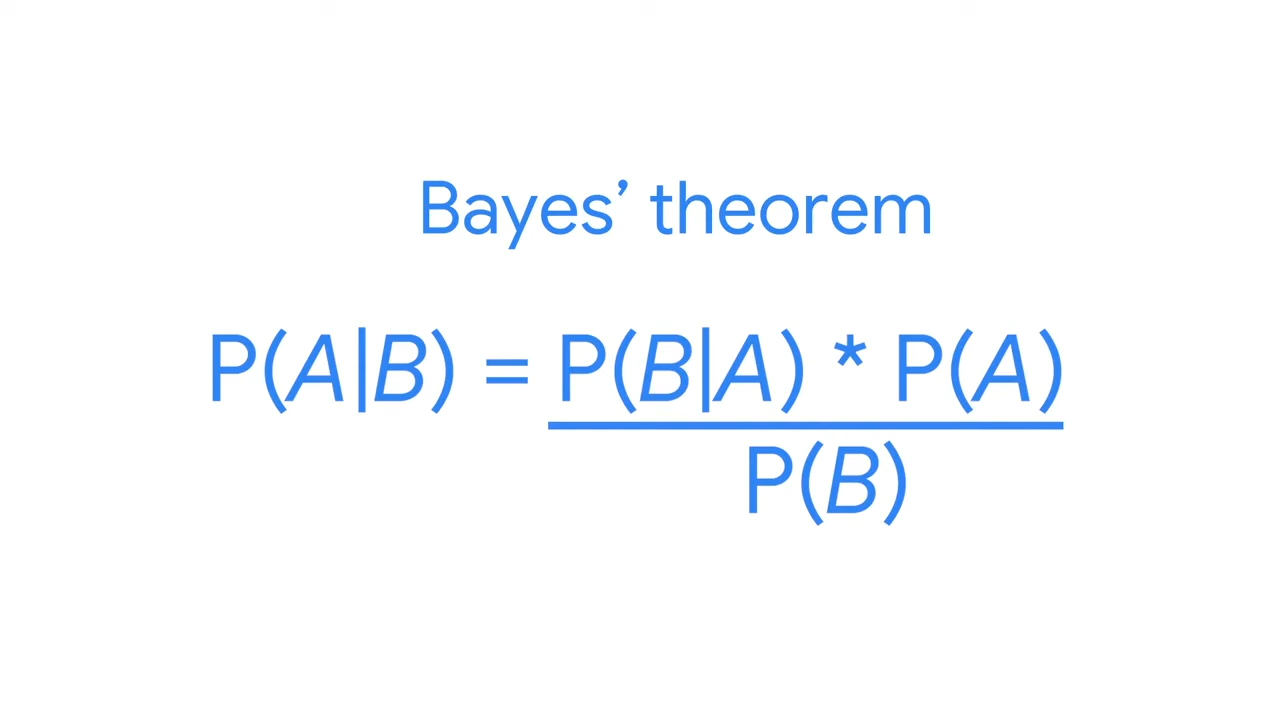 Bayes’ theorem
P(A|B) = P(B|A) * P(A)
P(B)